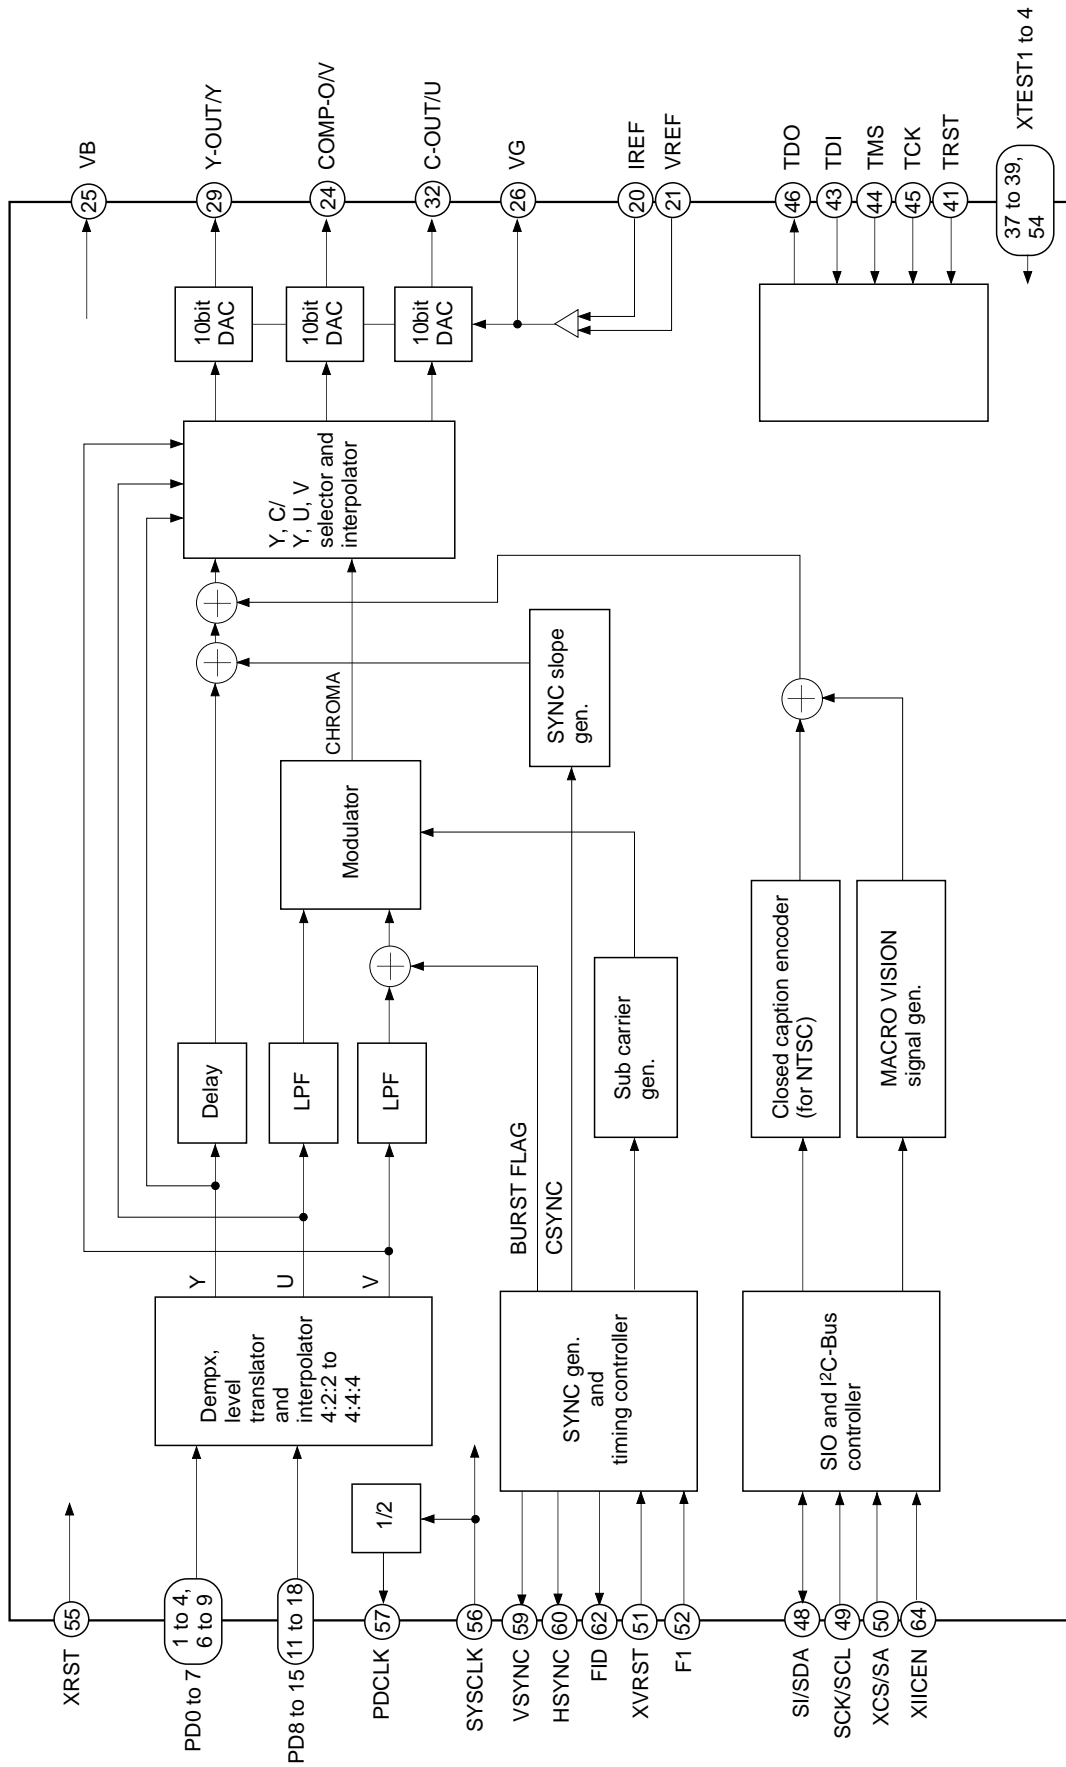 XRST
55
PD0 to 7
1 to 4,
6 to 9
PD8 to 15
11 to 18
PDCLK
57
SYSCLK
56
VSYNC
59
HSYNC
60
FID
62
XVRST
51
F1
52
SI/SDA
48
SCK/SCL
49
XCS/SA
50
XIICEN
64
Dempx,
level
translator
and
interpolator
4:2:2 to
4:4:4
1/2
SYNC gen.
and
timing controller
SIO and I²C-Bus
controller
Y
U
V
BURST FLAG
CSYNC
Delay
LPF
LPF
Sub carrier
gen.
Closed caption encoder
(for NTSC)
MACRO VISION
signal gen.
Modulator
CHROMA
SYNC slope
gen.
Y, C/
Y, U, V
selector and
interpolator
10bit
DAC
10bit
DAC
10bit
DAC
25
VB
29
Y-OUT/Y
24
COMP-O/V
32
C-OUT/U
26
VG
20
IREF
21
VREF
46
TDO
43
TDI
44
TMS
45
TCK
41
TRST
37 to 39,
54
XTEST1 to 4